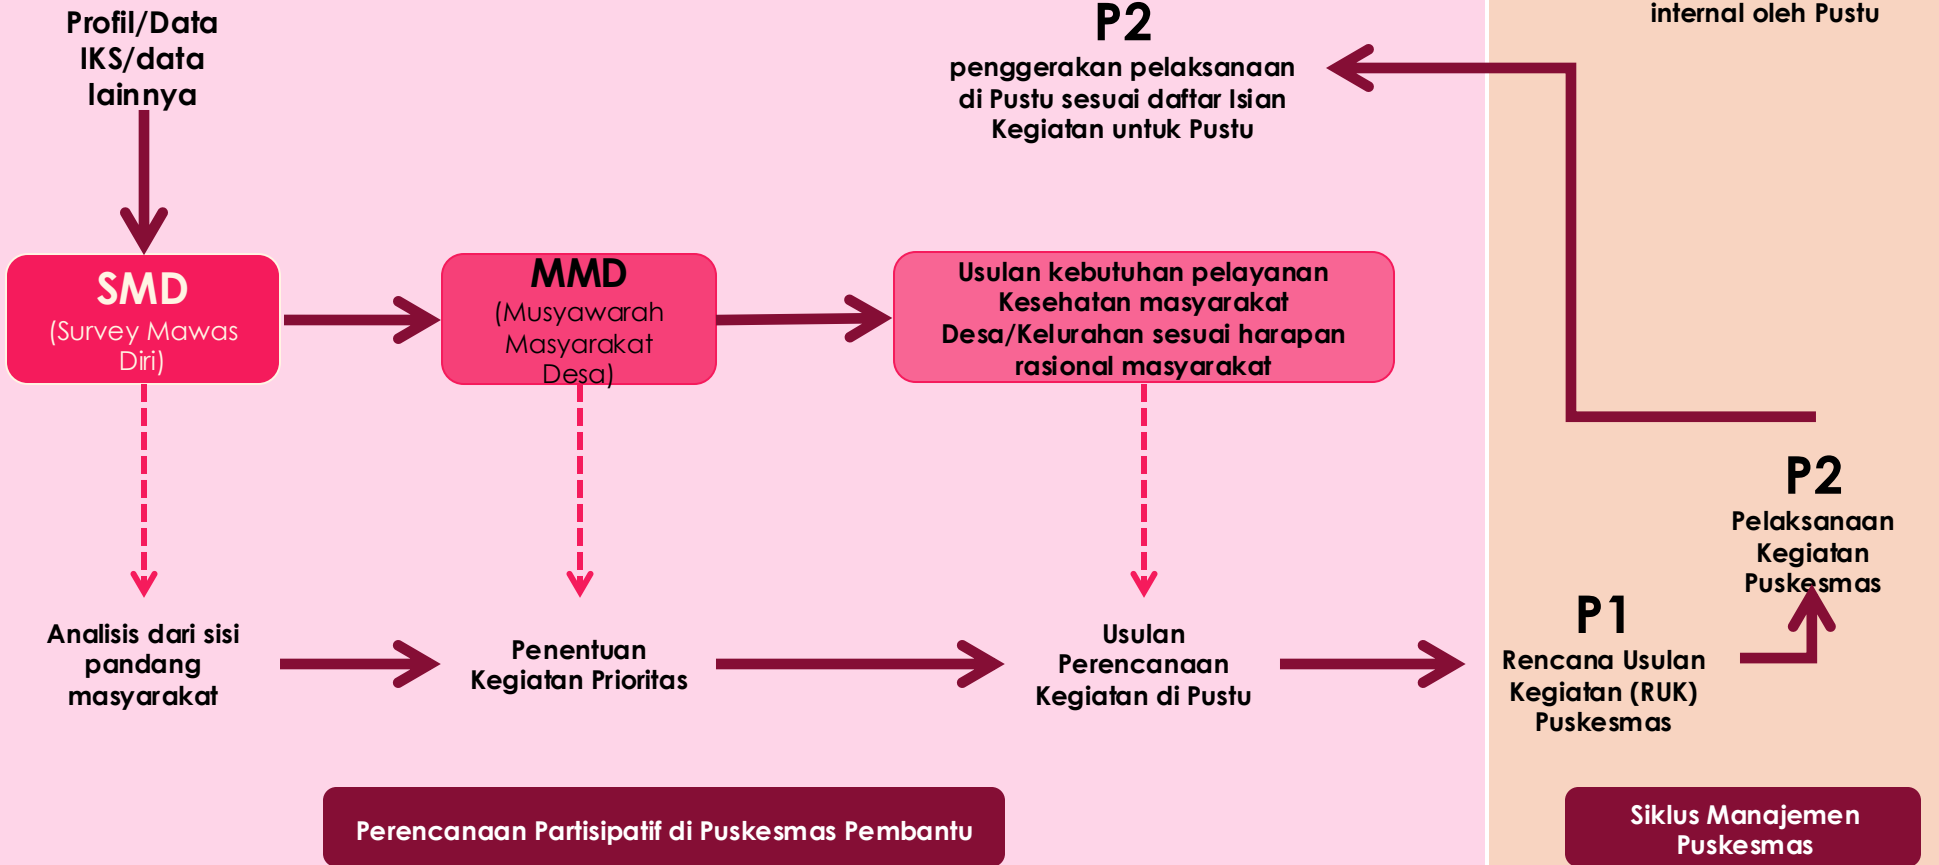 Profil/Data
IKS/data
lainnya
P2
penggerakan pelaksanaan
di Pustu sesuai daftar Isian
Kegiatan untuk Pustu
internal oleh Pustu
SMD
(Survey Mawas
Diri)
MMD
(Musyawarah
Masyarakat
Desa)
Usulan kebutuhan pelayanan
Kesehatan masyarakat
Desa/Kelurahan sesuai harapan
rasional masyarakat
P2
Pelaksanaan
Kegiatan
Puskesmas
Analisis dari sisi
pandang
masyarakat
Penentuan
Kegiatan Prioritas
Usulan
Perencanaan
Kegiatan di Pustu
P1
Rencana Usulan
Kegiatan (RUK)
Puskesmas
Perencanaan Partisipatif di Puskesmas Pembantu
Siklus Manajemen
Puskesmas